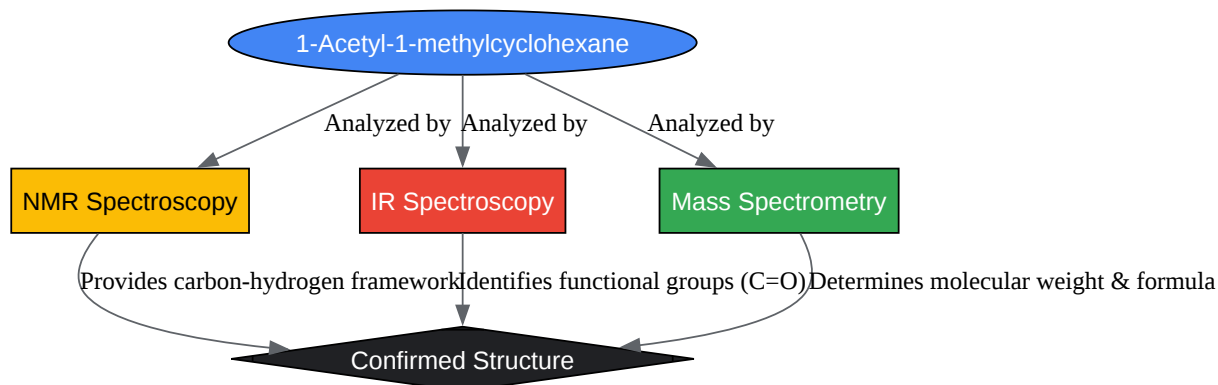 1-Acetyl-1-methylcyclohexane
Analyzed by
Analyzed by
Analyzed by
NMR Spectroscopy
IR Spectroscopy
Mass Spectrometry
Provides carbon-hydrogen framework
Identifies functional groups (C=O)
Determines molecular weight & formula
Confirmed Structure